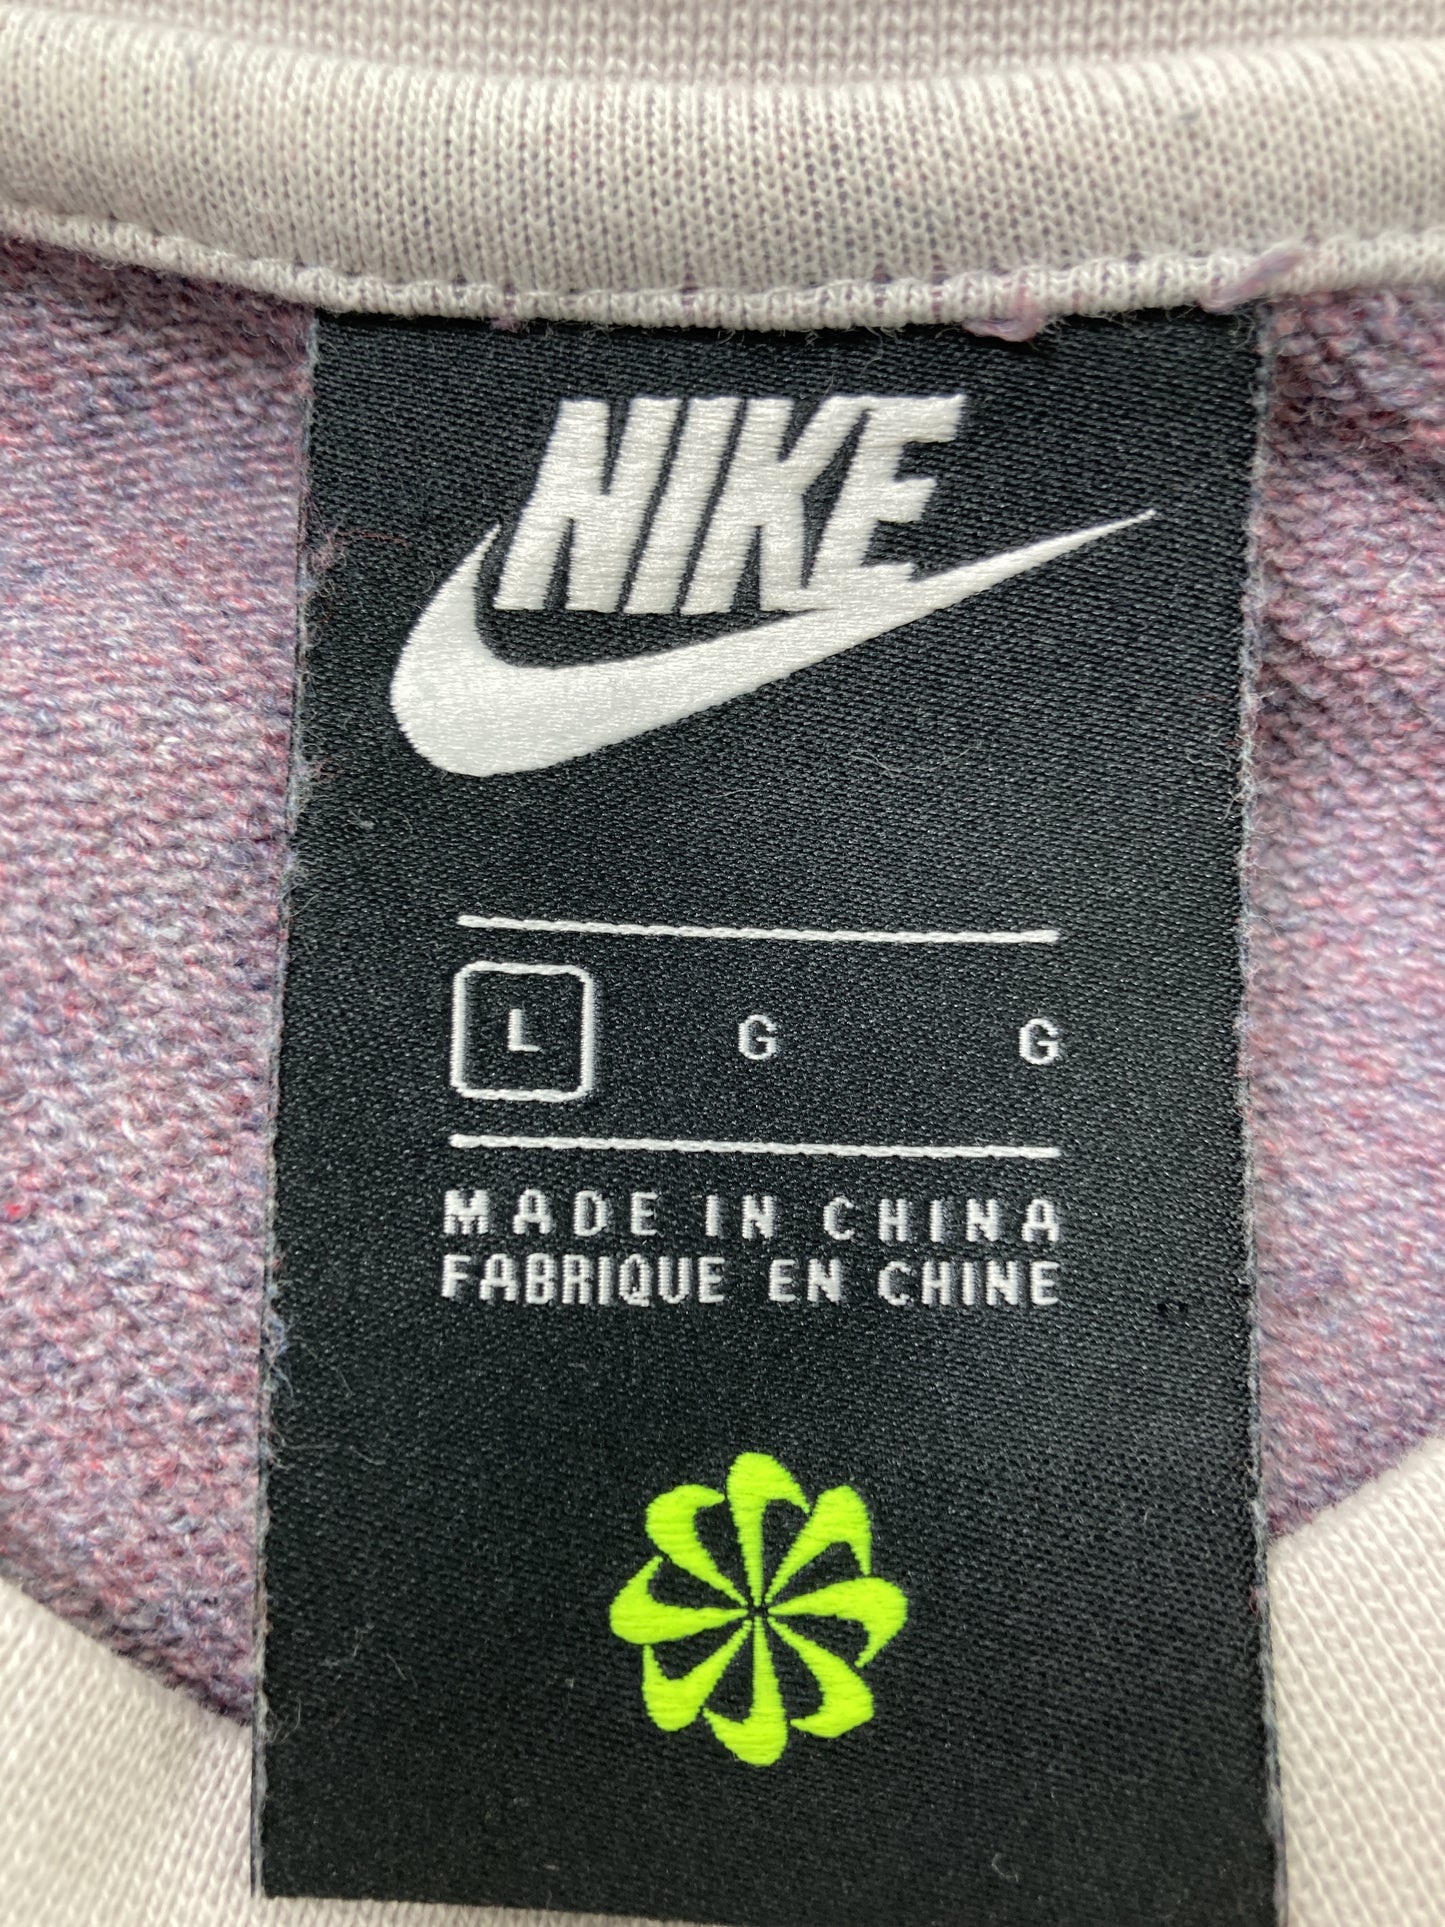 NIKE
L G G
MADE IN CHINA
FABRIQUE EN CHINE